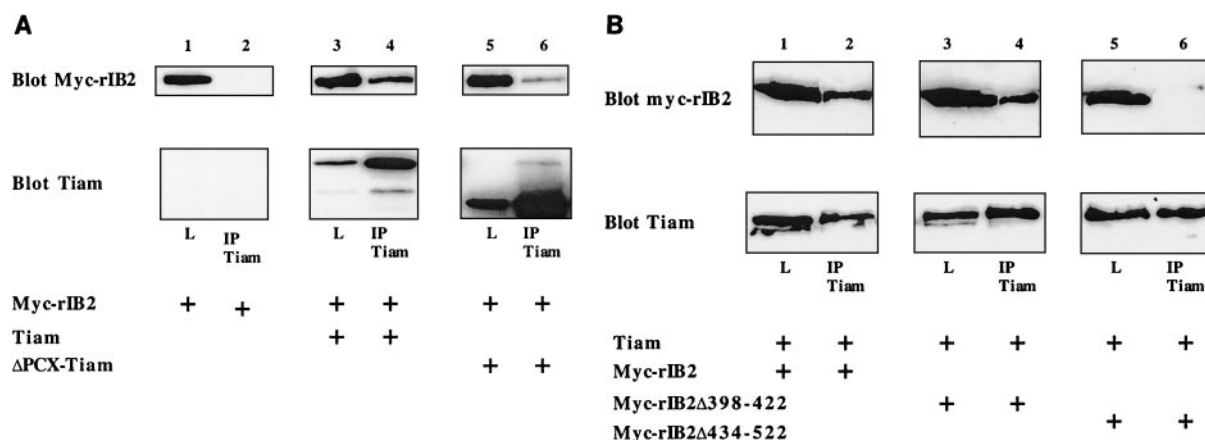 A
1 2 3 4 5 6
Blot Myc-rIB2
Blot Tiam
L IP Tiam L IP Tiam L IP Tiam
Myc-rIB2 + + + + + +
Tiam + +
ΔPCX-Tiam + +
B
1 2 3 4 5 6
Blot myc-rIB2
Blot Tiam
L IP Tiam L IP Tiam L IP Tiam
Tiam + + + + + +
Myc-rIB2 + +
Myc-rIB2Δ398-422 + +
Myc-rIB2Δ434-522 + +